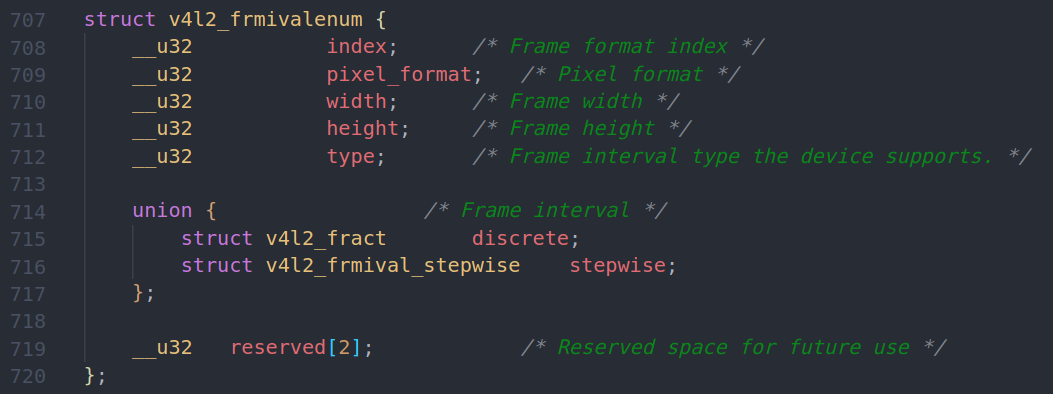 707 struct v4l2_frmivalenum {
708 __u32 index; /* Frame format index */
709 __u32 pixel_format; /* Pixel format */
710 __u32 width; /* Frame width */
711 __u32 height; /* Frame height */
712 __u32 type; /* Frame interval type the device supports. */
713
714 union { /* Frame interval */
715 struct v4l2_fract discrete;
716 struct v4l2_frmival_stepwise stepwise;
717 };
718
719 __u32 reserved[2]; /* Reserved space for future use */
720 };